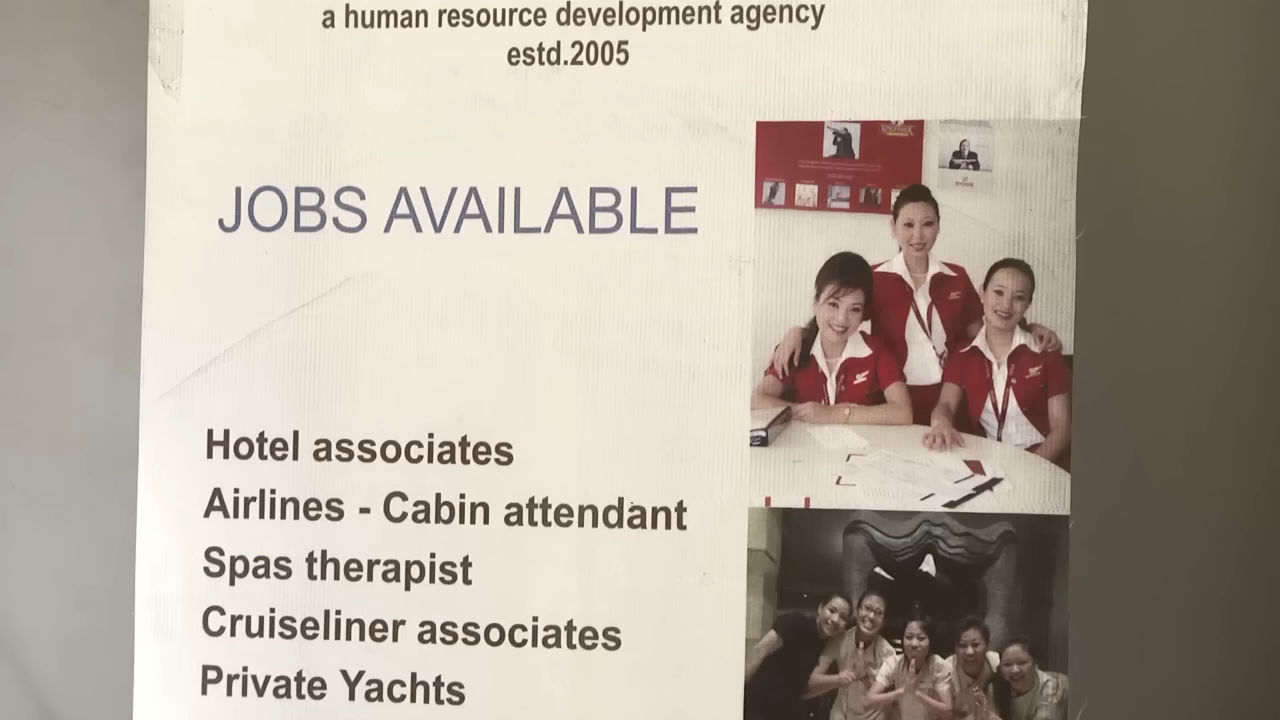 a human resource development agency
estd.2005
JOBS AVAILABLE
Hotel associates
Airlines - Cabin attendant
Spas therapist
Cruiseliner associates
Private Yachts
KINGFISHER